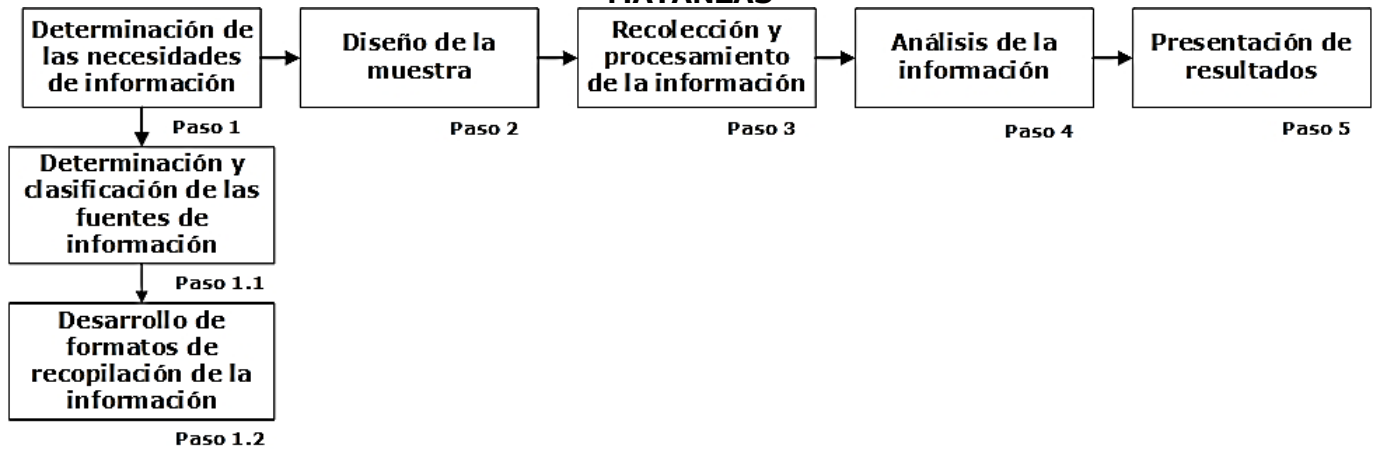 Determinación de
las necesidades
de información
Paso 1
Diseño de la
muestra
Paso 2
Recolección y
procesamiento
de la información
Paso 3
Análisis de la
información
Paso 4
Presentación de
resultados
Paso 5
Determinación y
clasificación de las
fuentes de
información
Paso 1.1
Desarrollo de
formatos de
recopilación de la
información
Paso 1.2